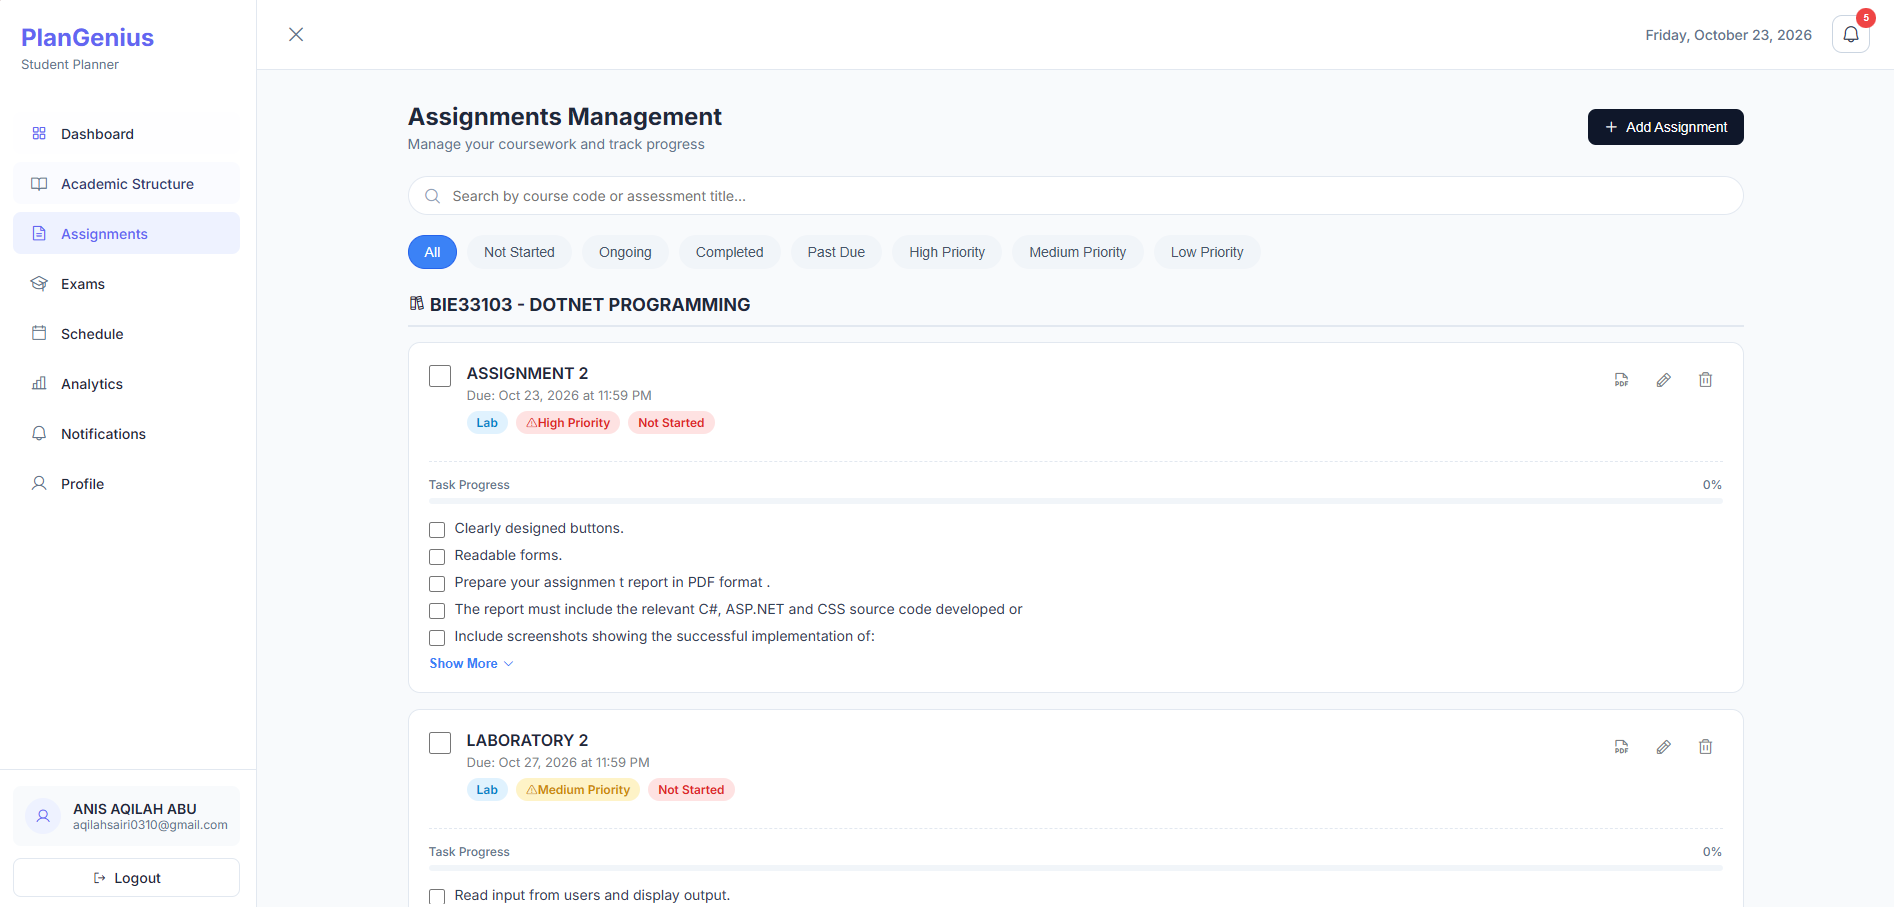 PlanGenius
Student Planner
Dashboard
Academic Structure
Assignments
Exams
Schedule
Analytics
Notifications
Profile
ANIS AQILAH ABU
aqilahsairi0310@gmail.com
Logout
Friday, October 23, 2026
5
Assignments Management
Manage your coursework and track progress
+ Add Assignment
Search by course code or assessment title...
All Not Started Ongoing Completed Past Due High Priority Medium Priority Low Priority
BIE33103 - DOTNET PROGRAMMING
ASSIGNMENT 2
Due: Oct 23, 2026 at 11:59 PM
PDF
Lab High Priority Not Started
Task Progress 0%
Clearly designed buttons.
Readable forms.
Prepare your assignmen t report in PDF format .
The report must include the relevant C#, ASP.NET and CSS source code developed or
Include screenshots showing the successful implementation of:
Show More
LABORATORY 2
Due: Oct 27, 2026 at 11:59 PM
PDF
Lab Medium Priority Not Started
Task Progress 0%
Read input from users and display output.